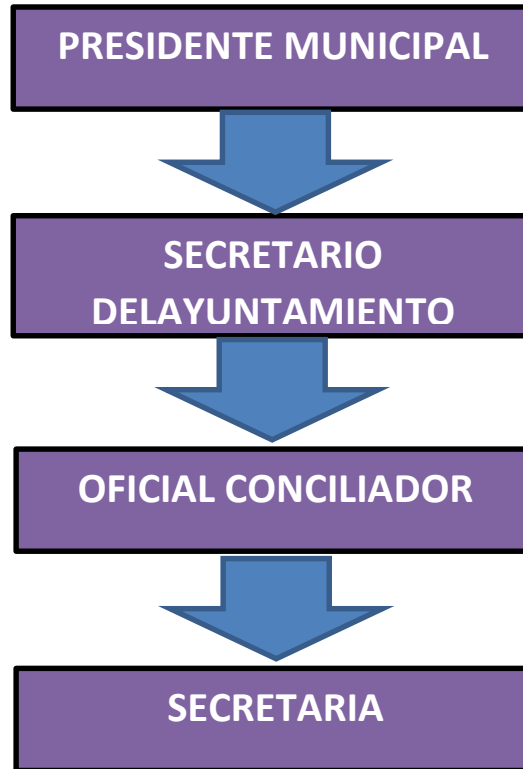 PRESIDENTE MUNICIPAL
SECRETARIO
DELAYUNTAMIENTO
OFICIAL CONCILIADOR
SECRETARIA